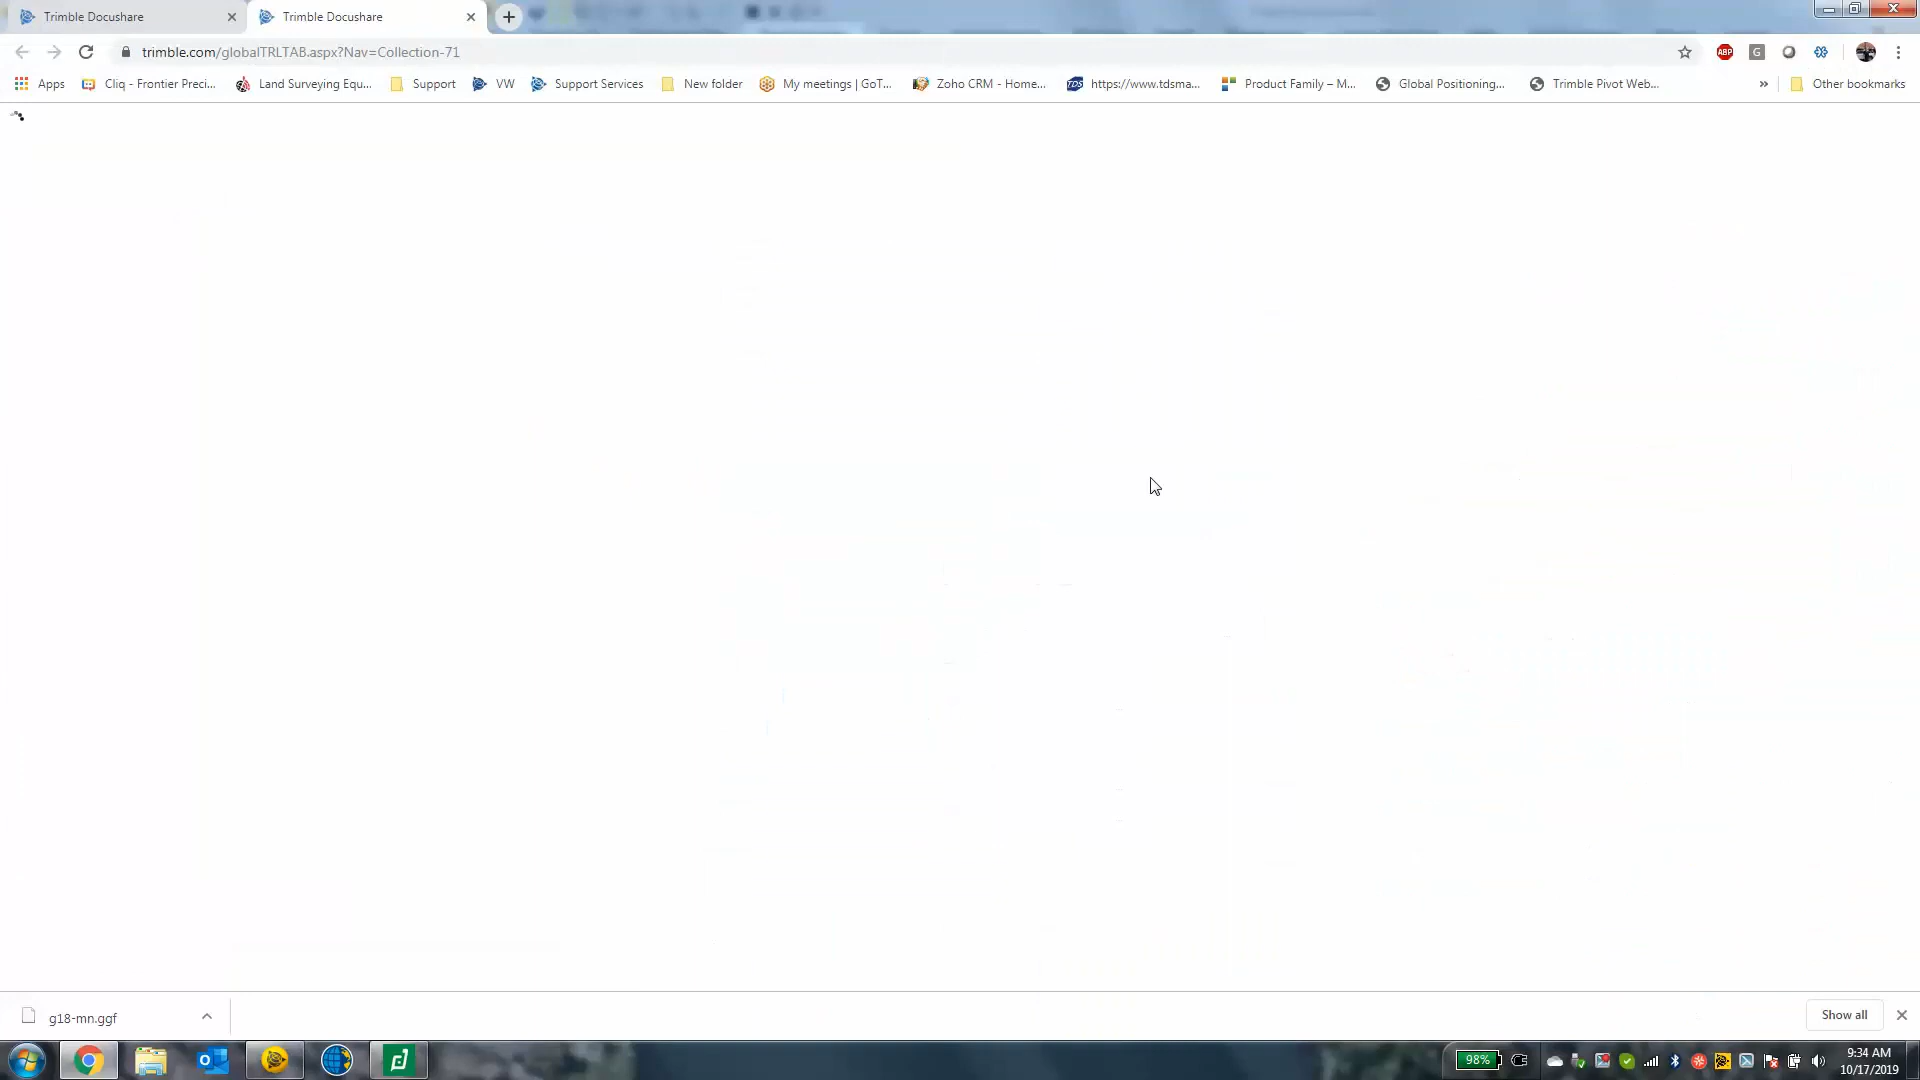 Trimble Docushare
Trimble Docushare
trimble.com/globalTRLTAB.aspx?Nav=Collection-71
ABP
G
Apps
Cliq - Frontier Preci...
Land Surveying Equ...
Support
VW
Support Services
New folder
My meetings | GoT...
TDS
Zoho CRM - Home...
https://www.tdsma...
Product Family – M...
Global Positioning...
Trimble Pivot Web...
»
Other bookmarks
g18-mn.ggf
Show all
98%
9:34 AM
10/17/2019